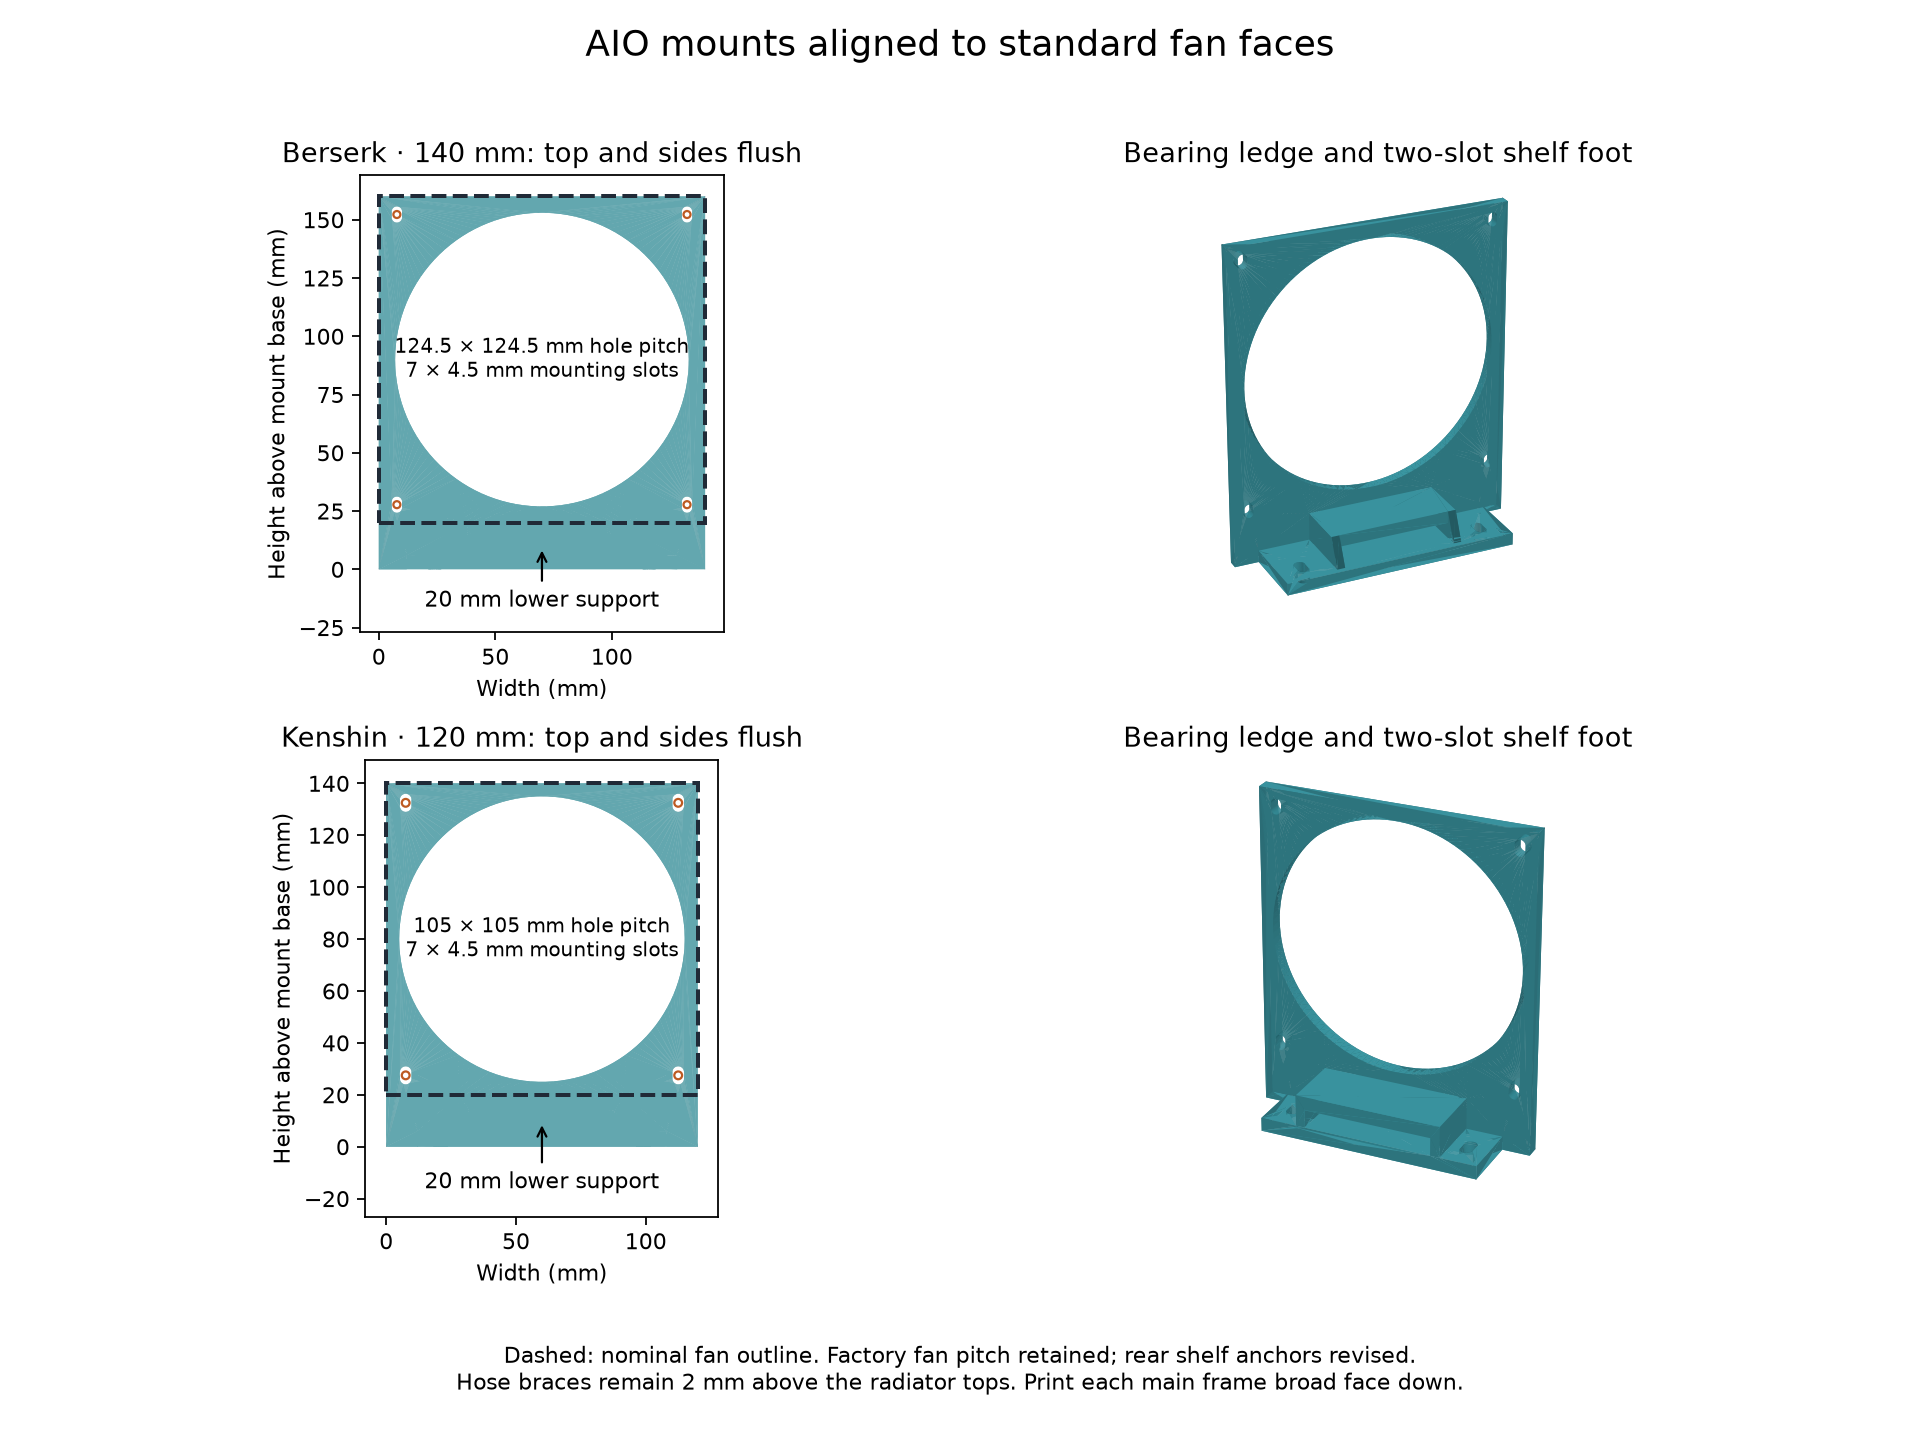 AIO mounts aligned to standard fan faces
Berserk · 140 mm: top and sides flush
Bearing ledge and two-slot shelf foot
Height above mount base (mm)
150
125
100
75
50
25
0
−25
124.5 × 124.5 mm hole pitch
7 × 4.5 mm mounting slots
20 mm lower support
0
50
100
Width (mm)
Kenshin · 120 mm: top and sides flush
Bearing ledge and two-slot shelf foot
Height above mount base (mm)
140
120
100
80
60
40
20
0
−20
105 × 105 mm hole pitch
7 × 4.5 mm mounting slots
20 mm lower support
0
50
100
Width (mm)
Dashed: nominal fan outline. Factory fan pitch retained; rear shelf anchors revised.
Hose braces remain 2 mm above the radiator tops. Print each main frame broad face down.